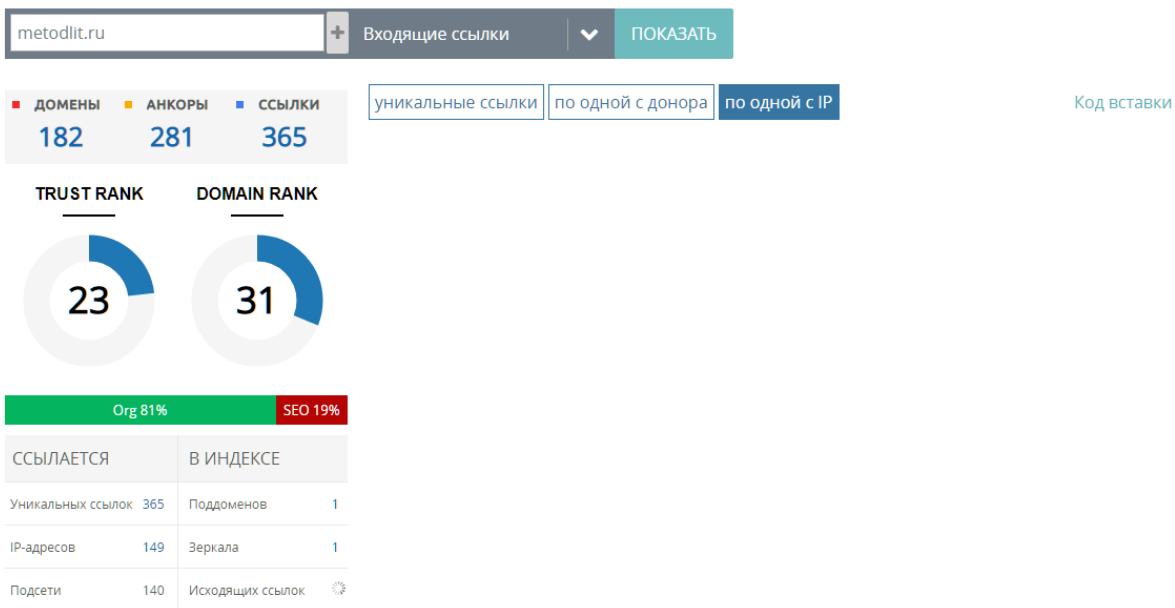 metodlit.ru + Входящие ссылки ПОКАЗАТЬ
уникальные ссылки по одной с донора по одной с IP Код вставки
ДОМЕНЫ АНКОРЫ ССЫЛКИ
182 281 365
TRUST RANK DOMAIN RANK
23 31
Org 81% SEO 19%
ССЫЛАЕТСЯ В ИНДЕКСЕ
Уникальных ссылок 365 Поддоменов 1
IP-адресов 149 Зеркала 1
Подсети 140 Исходящих ссылок